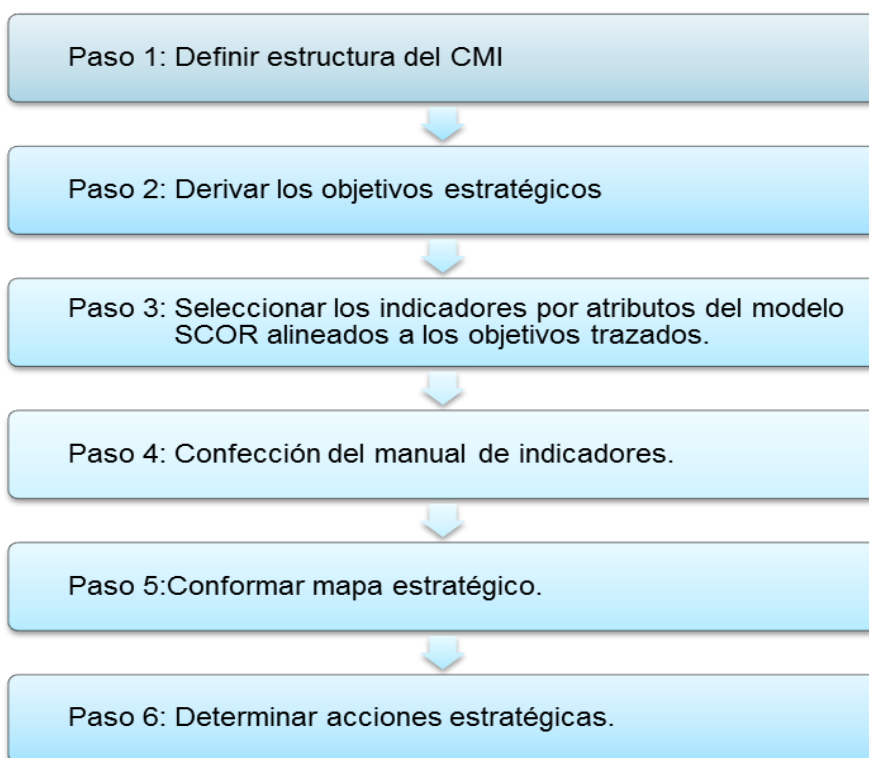 Paso 1: Definir estructura del CMI
Paso 2: Derivar los objetivos estratégicos
Paso 3: Seleccionar los indicadores por atributos del modelo
SCOR alineados a los objetivos trazados.
Paso 4: Confección del manual de indicadores.
Paso 5:Conformar mapa estratégico.
Paso 6: Determinar acciones estratégicas.